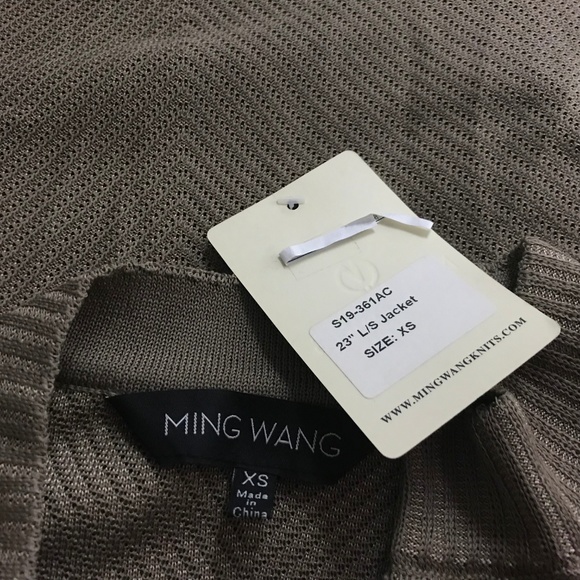 S19-361AC
23" L/S Jacket
SIZE: XS
WWW.MINGWANGKNITS.COM
MING WANG
XS
Made
in
China